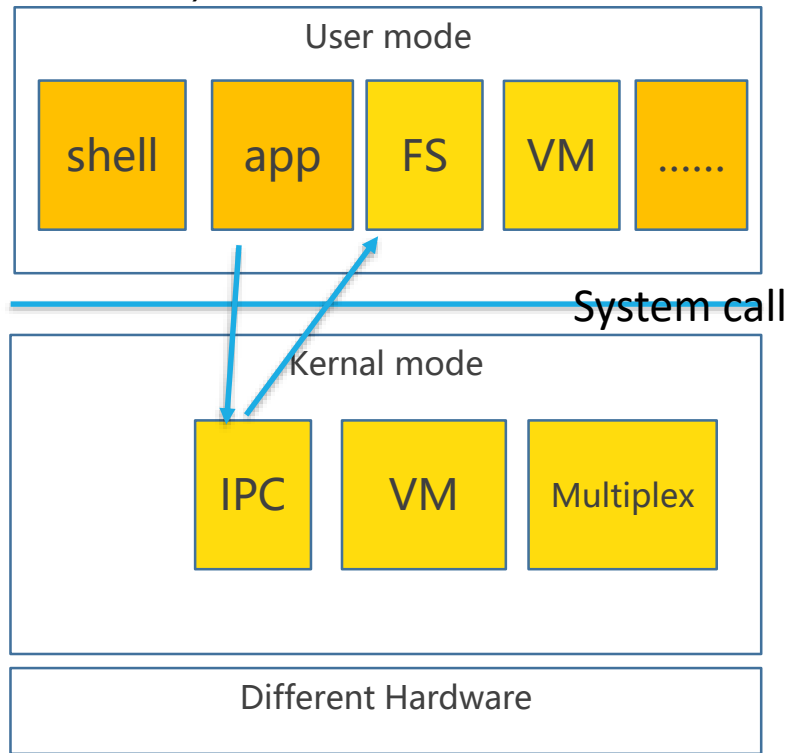 User mode
shell
app
FS
VM
......
System call
Kernal mode
IPC
VM
Multiplex
Different Hardware